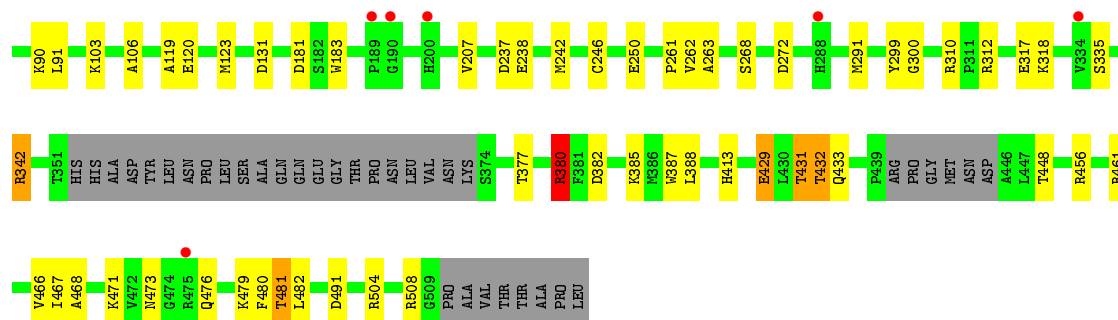 K90 L91 K103 A106 A119 E120 M123 D131 D181 S182 W183 P189 G190 H200 V207 D237 E238 M242 C246 E250 P261 V262 A263 S268 D272 H288 M291 Y299 G300 R310 P311 R312 E317 K318 V334 S335
R342 T351 HIS HIS ALA ASP TYR LEU ASN PRO LEU SER ALA GLN GLN GLU GLY THR PRO ASN LEU VAL ASN LYS S374 T377 R380 F381 D382 K385 M386 W387 L388 H413 E429 L430 T431 T432 Q433 P439 ARG PRO GLY MET ASN ASP A446 L447 T448 R456
V466 I467 A468 K471 V472 N473 G474 R475 Q476 K479 F480 T481 L482 D491 R504 R508 G509 PRO ALA VAL THR THR ALA PRO LEU